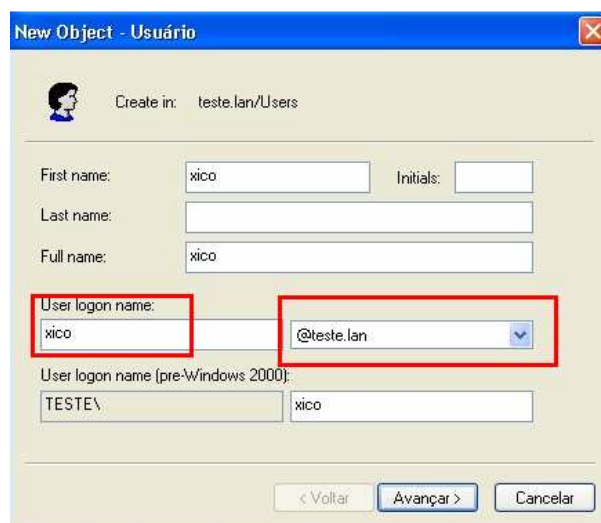 New Object - Usuário
Create in: teste.lan/Users
First name: xico Initials:
Last name:
Full name: xico
User logon name:
xico @teste.lan
User logon name (pre-Windows 2000):
TESTE\ xico
< Voltar Avançar > Cancelar